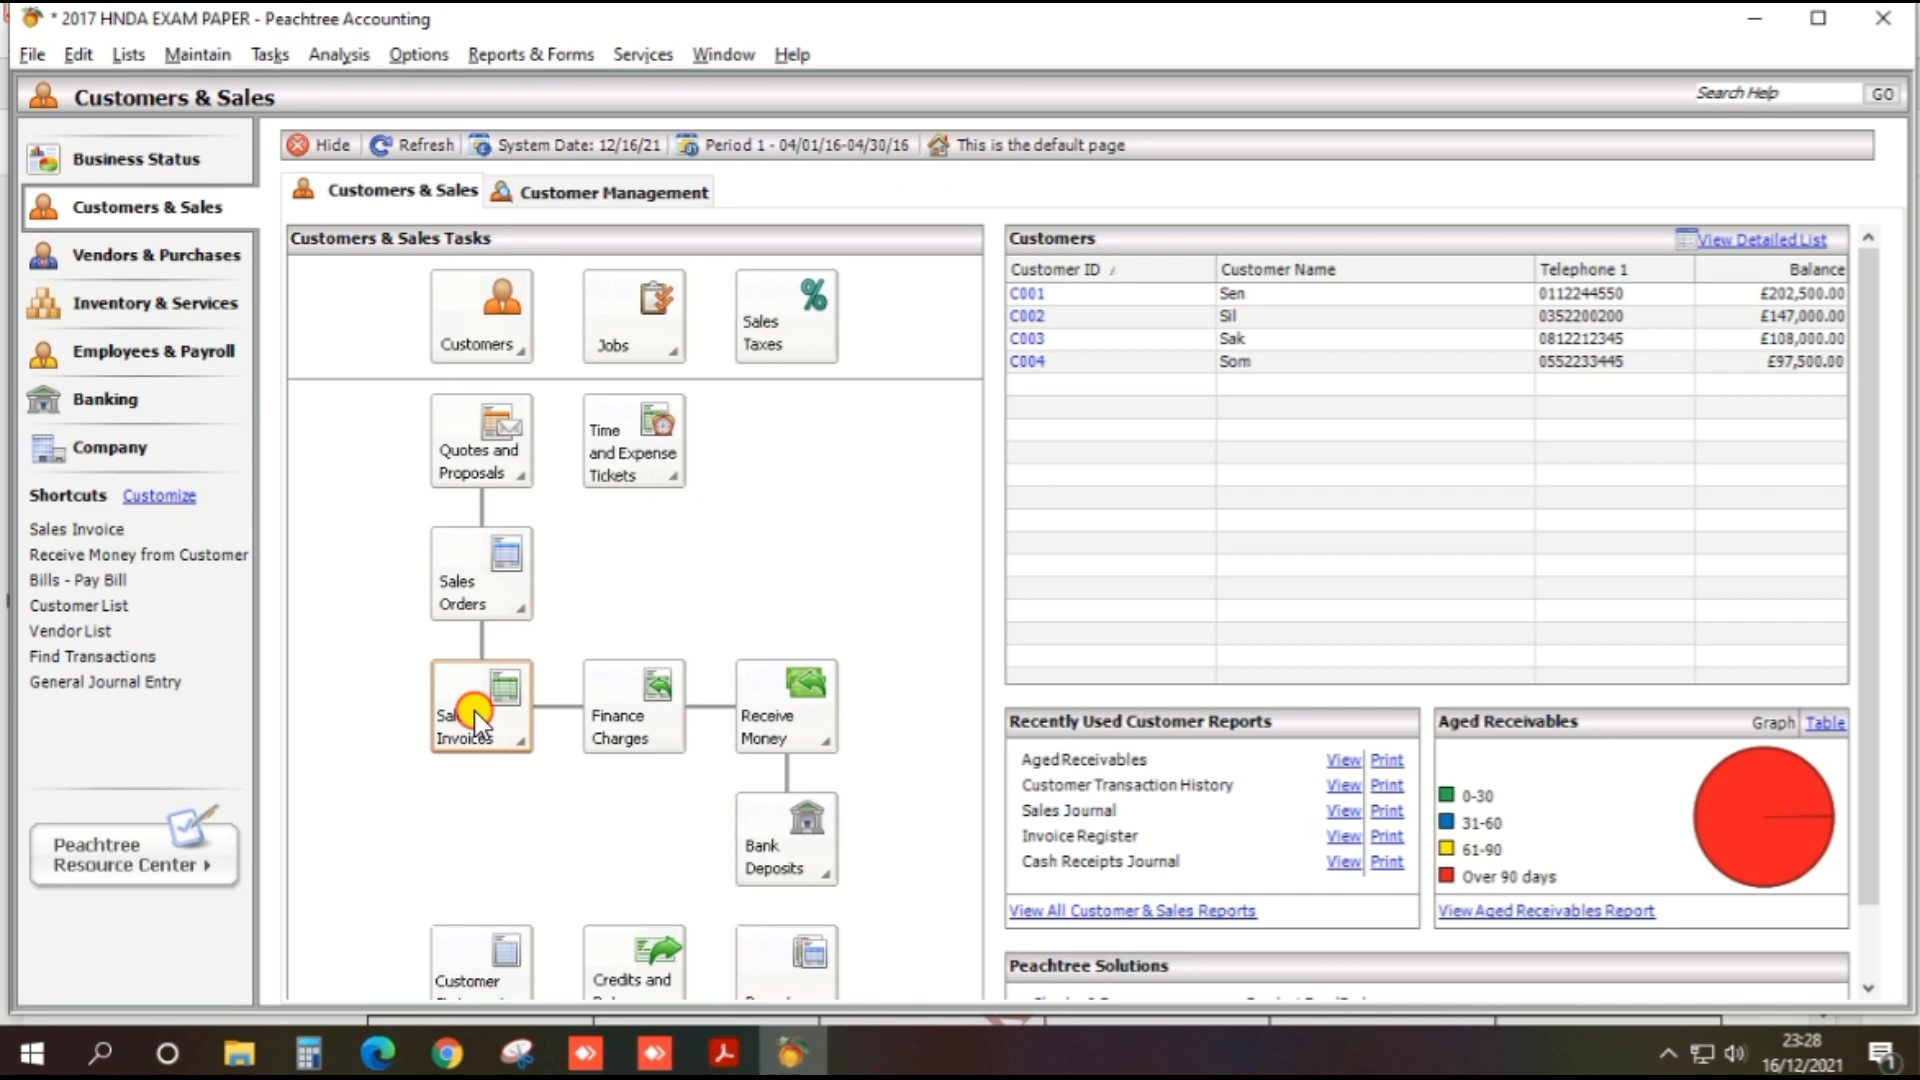 * 2017 HNDA EXAM PAPER - Peachtree Accounting
File Edit Lists Maintain Tasks Analysis Options Reports & Forms Services Window Help
Customers & Sales
Search Help
GO
Business Status
Customers & Sales
Vendors & Purchases
Inventory & Services
Employees & Payroll
Banking
Company
Shortcuts Customize
Sales Invoice
Receive Money from Customer
Bills - Pay Bill
Customer List
Vendor List
Find Transactions
General Journal Entry
Peachtree
Resource Center
Hide Refresh System Date: 12/16/21 Period 1 - 04/01/16-04/30/16 This is the default page
Customers & Sales Customer Management
Customers & Sales Tasks
Customers
Jobs
Sales
Taxes
Quotes and
Proposals
Time
and Expense
Tickets
Sales
Orders
Invoices
Finance
Charges
Receive
Money
Bank
Deposits
Customer
Credits and
Customers View Detailed List
Customer ID Customer Name Telephone 1 Balance
C001 Sen 0112244550 £202,500.00
C002 Sil 0352200200 £147,000.00
C003 Sak 0812212345 £108,000.00
C004 Som 0552233445 £97,500.00
Recently Used Customer Reports
Aged Receivables View Print
Customer Transaction History View Print
Sales Journal View Print
Invoice Register View Print
Cash Receipts Journal View Print
View All Customer & Sales Reports
Aged Receivables Graph Table
0-30
31-60
61-90
Over 90 days
View Aged Receivables Report
Peachtree Solutions
23:28
16/12/2021
1